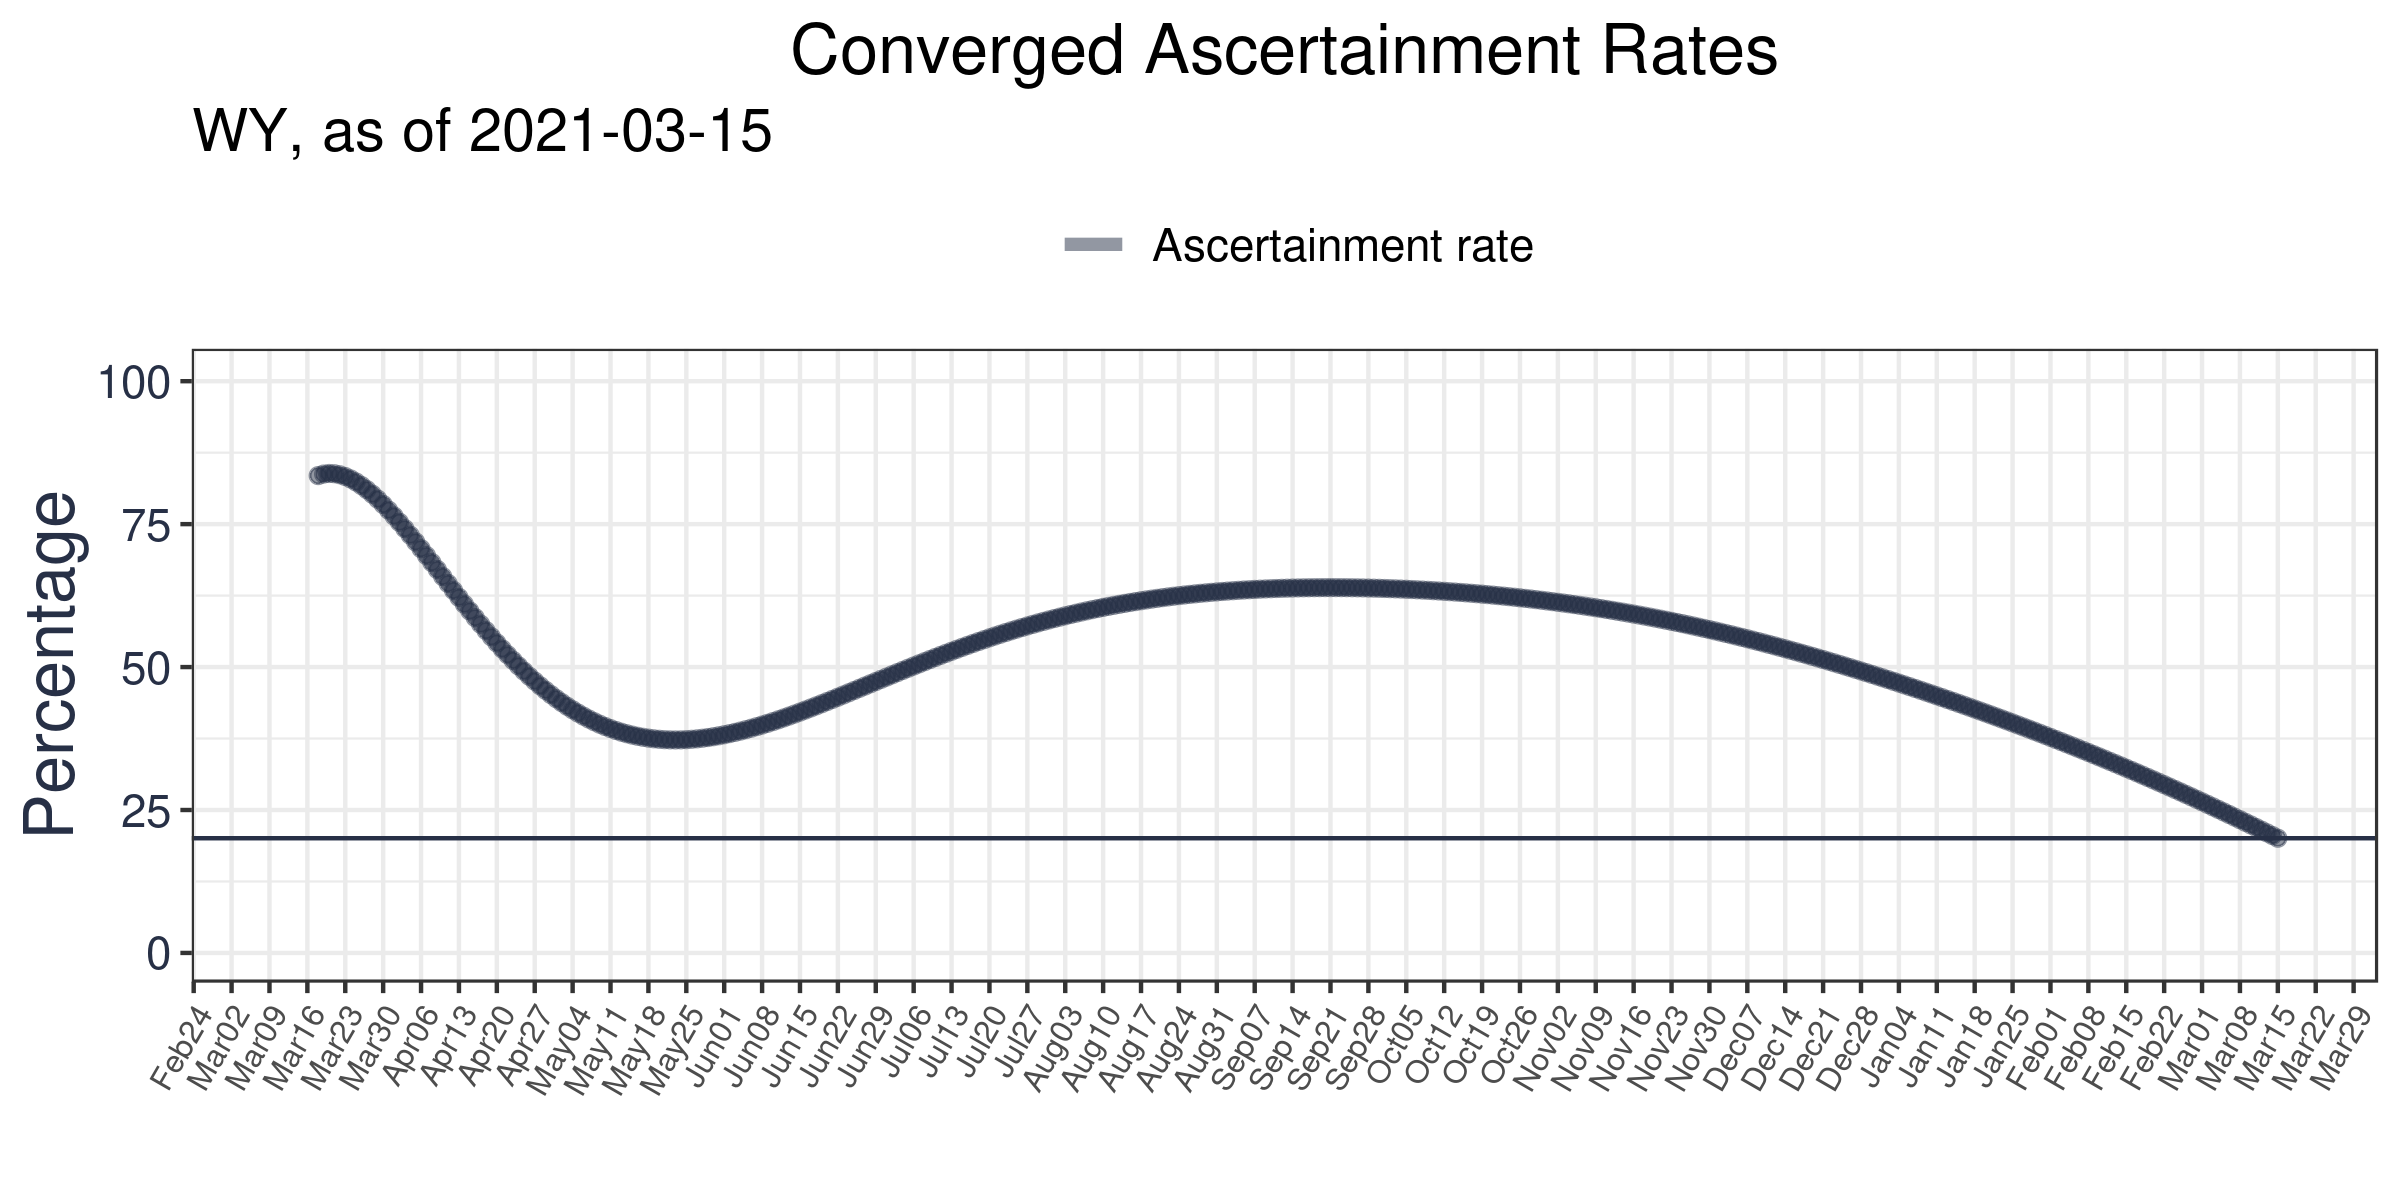 Converged Ascertainment Rates
WY, as of 2021-03-15
Ascertainment rate
Percentage
100
75
50
25
0
Feb24 Mar02 Mar09 Mar16 Mar23 Mar30 Apr06 Apr13 Apr20 Apr27 May04 May11 May18 May25 Jun01 Jun08 Jun15 Jun22 Jun29 Jul06 Jul13 Jul20 Jul27 Aug03 Aug10 Aug17 Aug24 Aug31 Sep07 Sep14 Sep21 Sep28 Oct05 Oct12 Oct19 Oct26 Nov02 Nov09 Nov16 Nov23 Nov30 Dec07 Dec14 Dec21 Dec28 Jan04 Jan11 Jan18 Jan25 Feb01 Feb08 Feb15 Feb22 Mar01 Mar08 Mar15 Mar22 Mar29